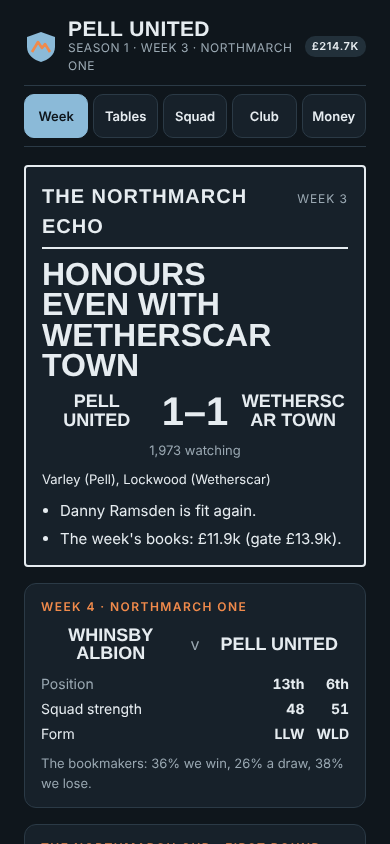 PELL UNITED
SEASON 1 · WEEK 3 · NORTHMARCH
ONE
£214.7K
Week
Tables
Squad
Club
Money
THE NORTHMARCH
ECHO
WEEK 3
HONOURS
EVEN WITH
WETHERSCAR
TOWN
PELL
UNITED
1–1
WETHERSC
AR TOWN
1,973 watching
Varley (Pell), Lockwood (Wetherscar)
• Danny Ramsden is fit again.
• The week's books: £11.9k (gate £13.9k).
WEEK 4 · NORTHMARCH ONE
WHINSBY
ALBION
v
PELL UNITED
Position 13th 6th
Squad strength 48 51
Form LLW WLD
The bookmakers: 36% we win, 26% a draw, 38%
we lose.